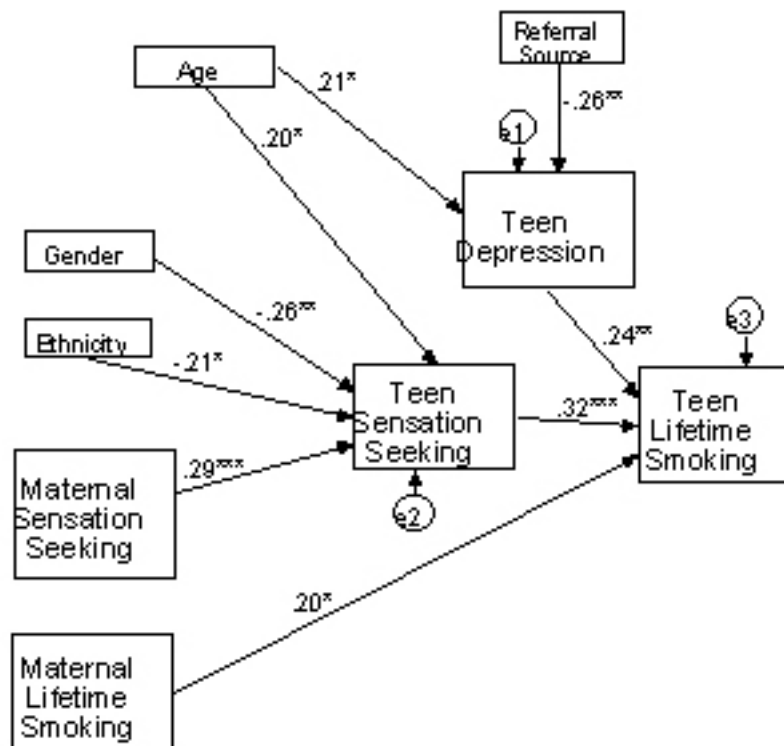 Referral
Source
Age
.21*
-.26**
.20*
e1
Teen
Depression
Gender
-.26**
.24**
e3
Ethnicity
-.21*
Teen
Sensation
Seeking
.32***
Teen
Lifetime
Smoking
.29***
Maternal
Sensation
Seeking
e2
.20*
Maternal
Lifetime
Smoking